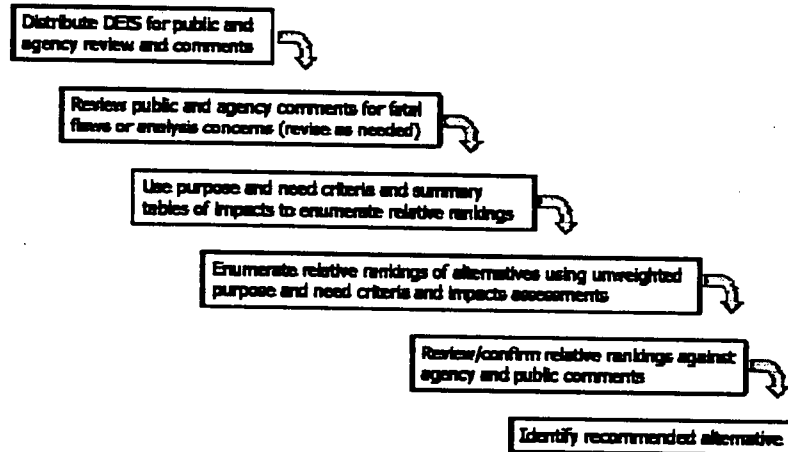 Distribute DEIS for public and
agency review and comments
Review public and agency comments for fatal
flaws or analysis concerns (revise as needed)
Use purpose and need criteria and summary
tables of impacts to enumerate relative rankings
Enumerate relative rankings of alternatives using unweighted
purpose and need criteria and impacts assessments
Review/confirm relative rankings against
agency and public comments
Identify recommended alternative